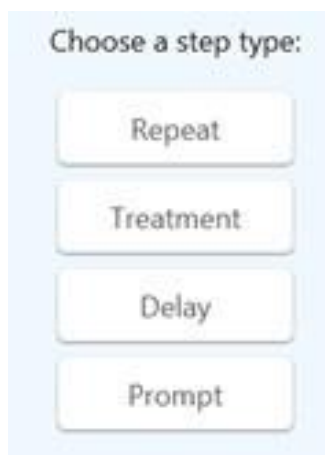 Choose a step type:
Repeat
Treatment
Delay
Prompt